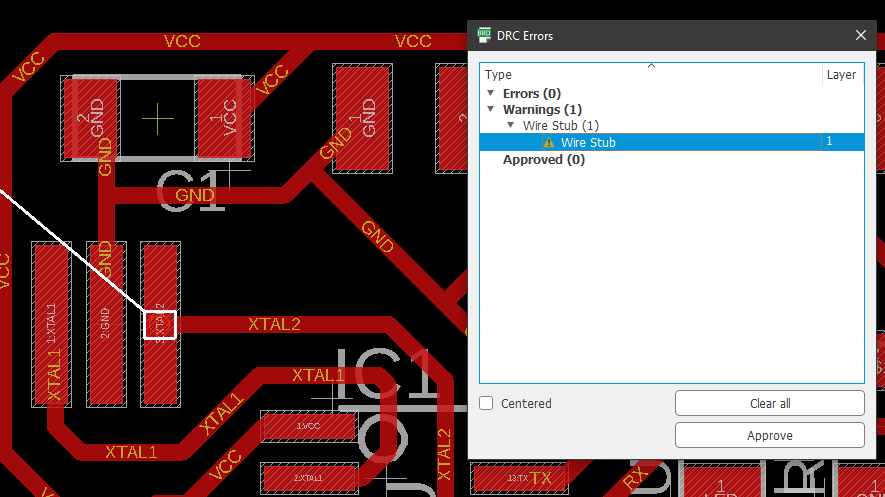 VCC
VCC
VCC
VCC
2
GND
1
VCC
1
GND
2
GND
GND
C1
GND
GND
GND
VCC
1:XTAL1
2:GND
XTAL2
XTAL2
XTAL1
IC1
XTAL1
XTAL1
XTAL1
1:VCC
VCC
2:XTAL1
XTAL2
13:TX
TX
RX
1
1
DRC Errors
Type
Layer
Errors (0)
Warnings (1)
Wire Stub (1)
Wire Stub
1
Approved (0)
Centered
Clear all
Approve